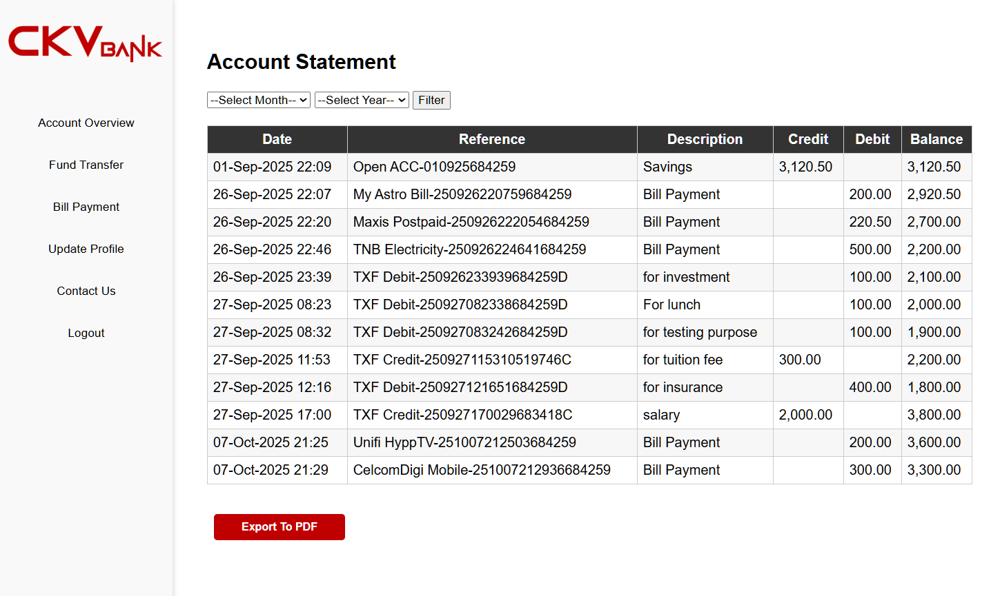 CKVBANK
Account Overview
Fund Transfer
Bill Payment
Update Profile
Contact Us
Logout
Account Statement
--Select Month-- --Select Year-- Filter
Date Reference Description Credit Debit Balance
01-Sep-2025 22:09 Open ACC-010925684259 Savings 3,120.50 3,120.50
26-Sep-2025 22:07 My Astro Bill-250926220759684259 Bill Payment 200.00 2,920.50
26-Sep-2025 22:20 Maxis Postpaid-250926222054684259 Bill Payment 220.50 2,700.00
26-Sep-2025 22:46 TNB Electricity-250926224641684259 Bill Payment 500.00 2,200.00
26-Sep-2025 23:39 TXF Debit-250926233939684259D for investment 100.00 2,100.00
27-Sep-2025 08:23 TXF Debit-250927082338684259D For lunch 100.00 2,000.00
27-Sep-2025 08:32 TXF Debit-250927083242684259D for testing purpose 100.00 1,900.00
27-Sep-2025 11:53 TXF Credit-250927115310519746C for tuition fee 300.00 2,200.00
27-Sep-2025 12:16 TXF Debit-250927121651684259D for insurance 400.00 1,800.00
27-Sep-2025 17:00 TXF Credit-250927170029683418C salary 2,000.00 3,800.00
07-Oct-2025 21:25 Unifi HyppTV-251007212503684259 Bill Payment 200.00 3,600.00
07-Oct-2025 21:29 CelcomDigi Mobile-251007212936684259 Bill Payment 300.00 3,300.00
Export To PDF